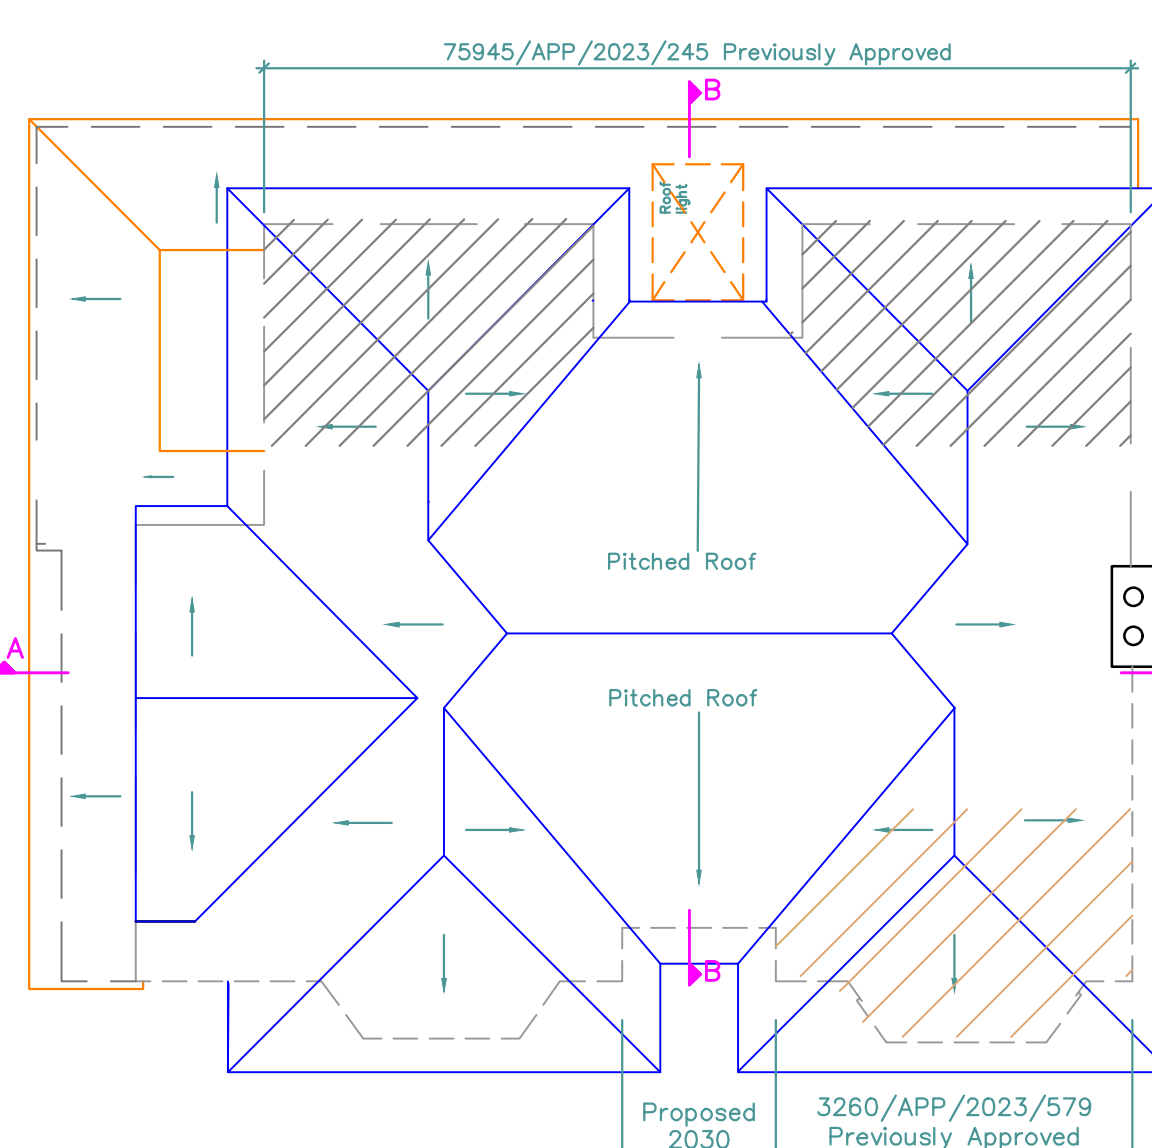 75945/APP/2023/245 Previously Approved
B
Roof
light
Pitched Roof
A
Pitched Roof
B
Proposed
2030
3260/APP/2023/579
Previously Approved